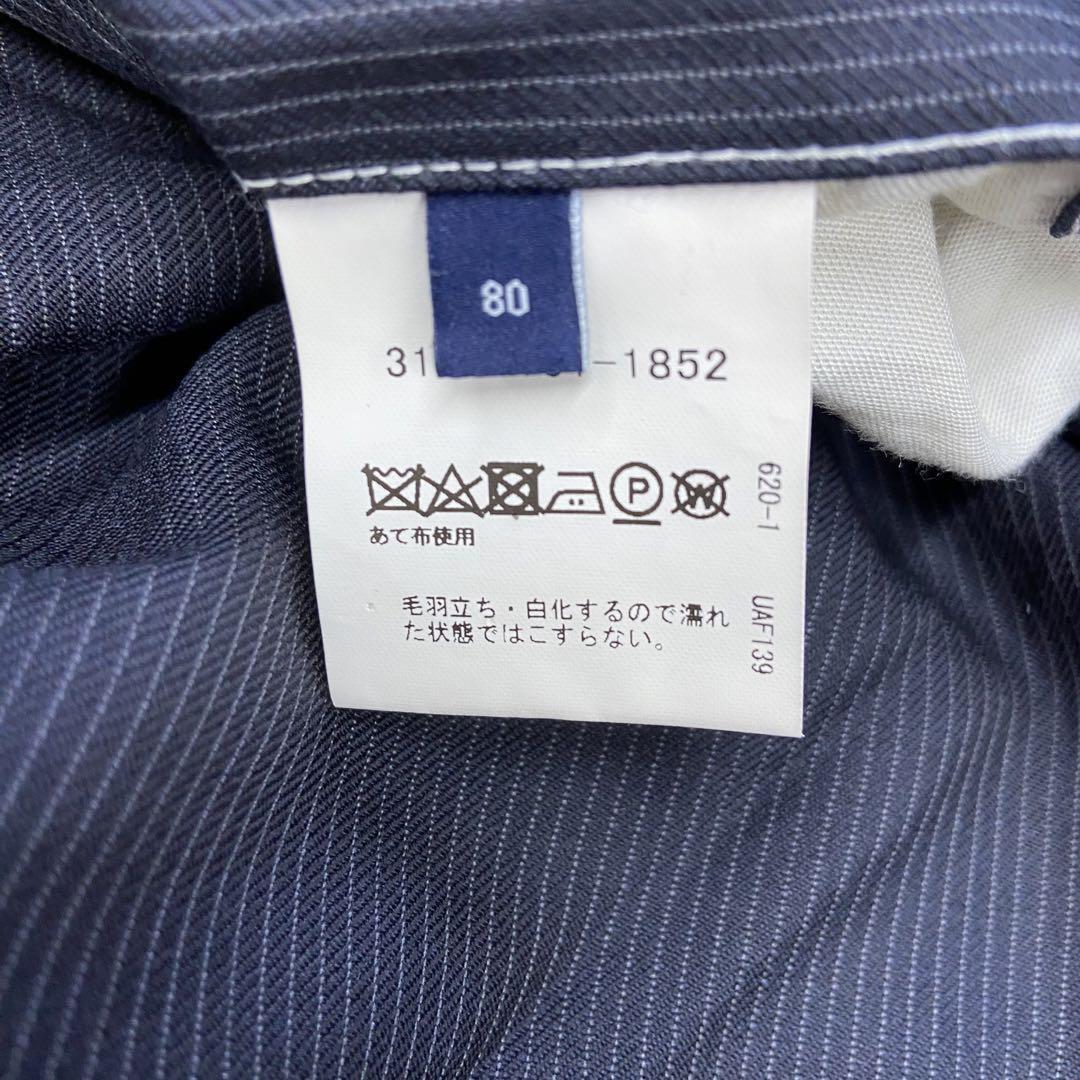 80
31 -1852
P W
あて布使用
毛羽立ち・白化するので濡れ
た状態ではこすらない。
620-1 UAF139